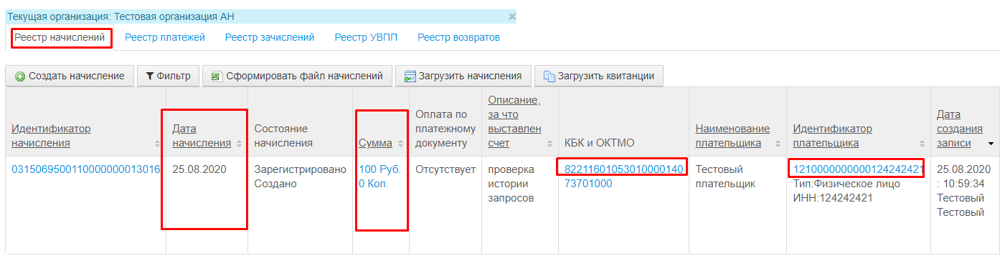 Текущая организация: Тестовая организация АН ×
Реестр начислений Реестр платежей Реестр зачислений Реестр УВПП Реестр возвратов
Создать начисление Фильтр Сформировать файл начислений Загрузить начисления Загрузить квитанции
Идентификатор
начисления
Дата
начисления
Состояние
начисления
Сумма
Оплата по
платежному
документу
Описание,
за что
выставлен
счет
КБК и ОКТМО
Наименование
плательщика
Идентификатор
плательщика
Дата
создания
записи
0315069500110000000013016
25.08.2020
Зарегистрировано
Создано
100 Руб.
0 Коп.
Отсутствует
проверка
истории
запросов
82211601053010000140
73701000
Тестовый
плательщик
1210000000000124242421
Тип:Физическое лицо
ИНН:124242421
25.08.2020
: 10:59:34
Тестовый
Тестовый